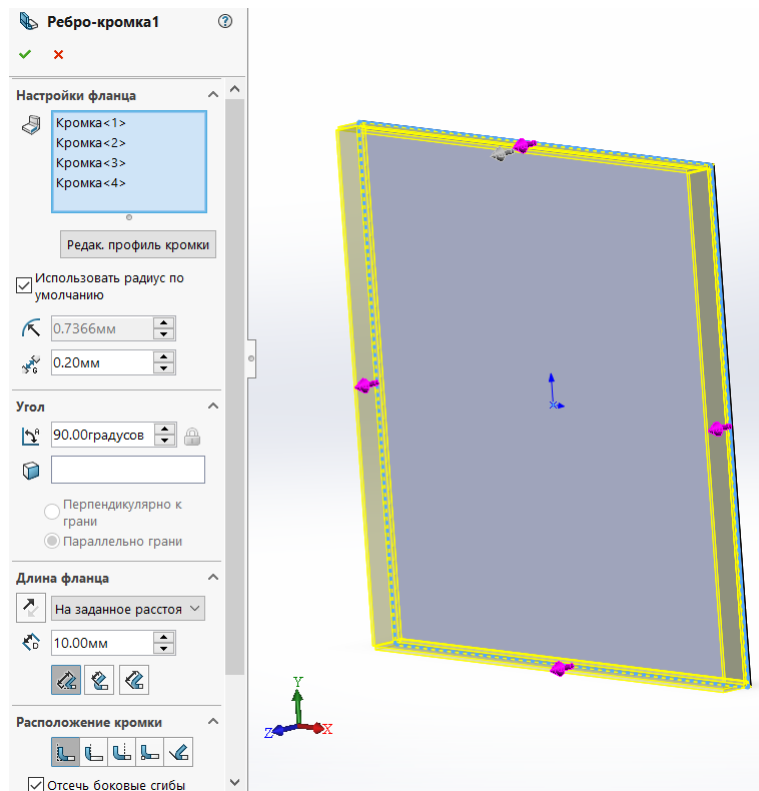 Ребро-кромка1
Настройки фланца
Кромка<1>
Кромка<2>
Кромка<3>
Кромка<4>
Редак. профиль кромки
Использовать радиус по
умолчанию
0.7366мм
G
0.20мм
Угол
A
90.00градусов
Перпендикулярно к
грани
Параллельно грани
Длина фланца
На заданное расстоя
D
10.00мм
Расположение кромки
Отсечь боковые сгибы
Y
Z
X